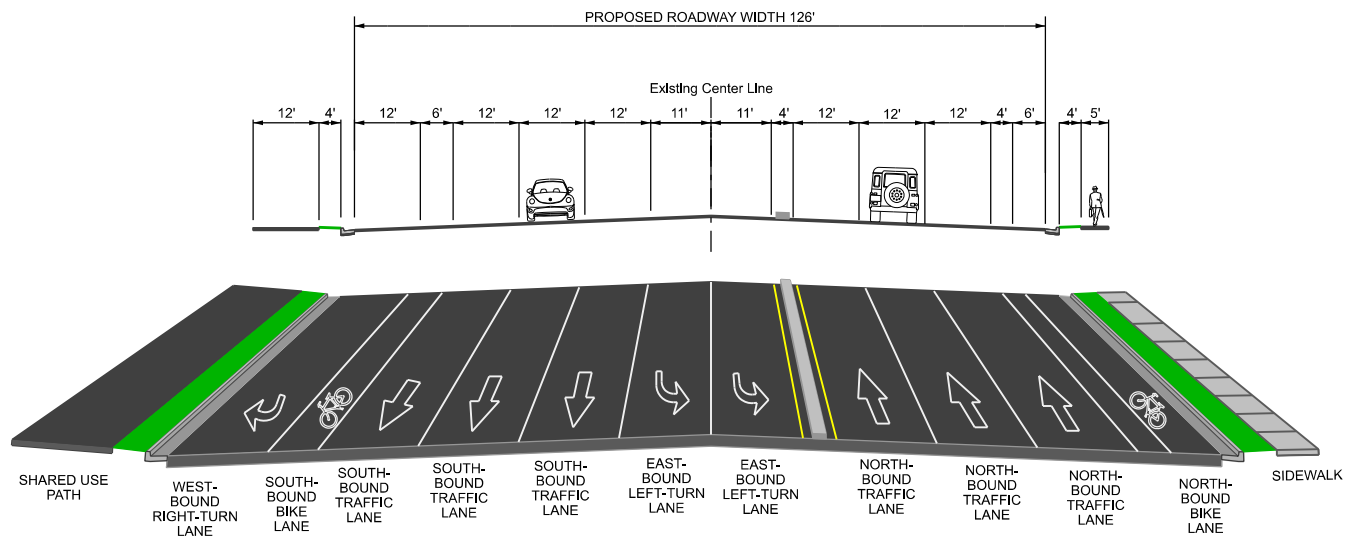 PROPOSED ROADWAY WIDTH 126'
Existing Center Line
12' 4' 12' 6' 12' 12' 12' 11' 11' 4' 12' 12' 12' 4' 6' 4' 5'
SHARED USE
PATH
WEST-
BOUND
RIGHT-TURN
LANE
SOUTH-
BOUND
BIKE
LANE
SOUTH-
BOUND
TRAFFIC
LANE
SOUTH-
BOUND
TRAFFIC
LANE
SOUTH-
BOUND
TRAFFIC
LANE
EAST-
BOUND
LEFT-TURN
LANE
EAST-
BOUND
LEFT-TURN
LANE
NORTH-
BOUND
TRAFFIC
LANE
NORTH-
BOUND
TRAFFIC
LANE
NORTH-
BOUND
TRAFFIC
LANE
NORTH-
BOUND
BIKE
LANE
SIDEWALK